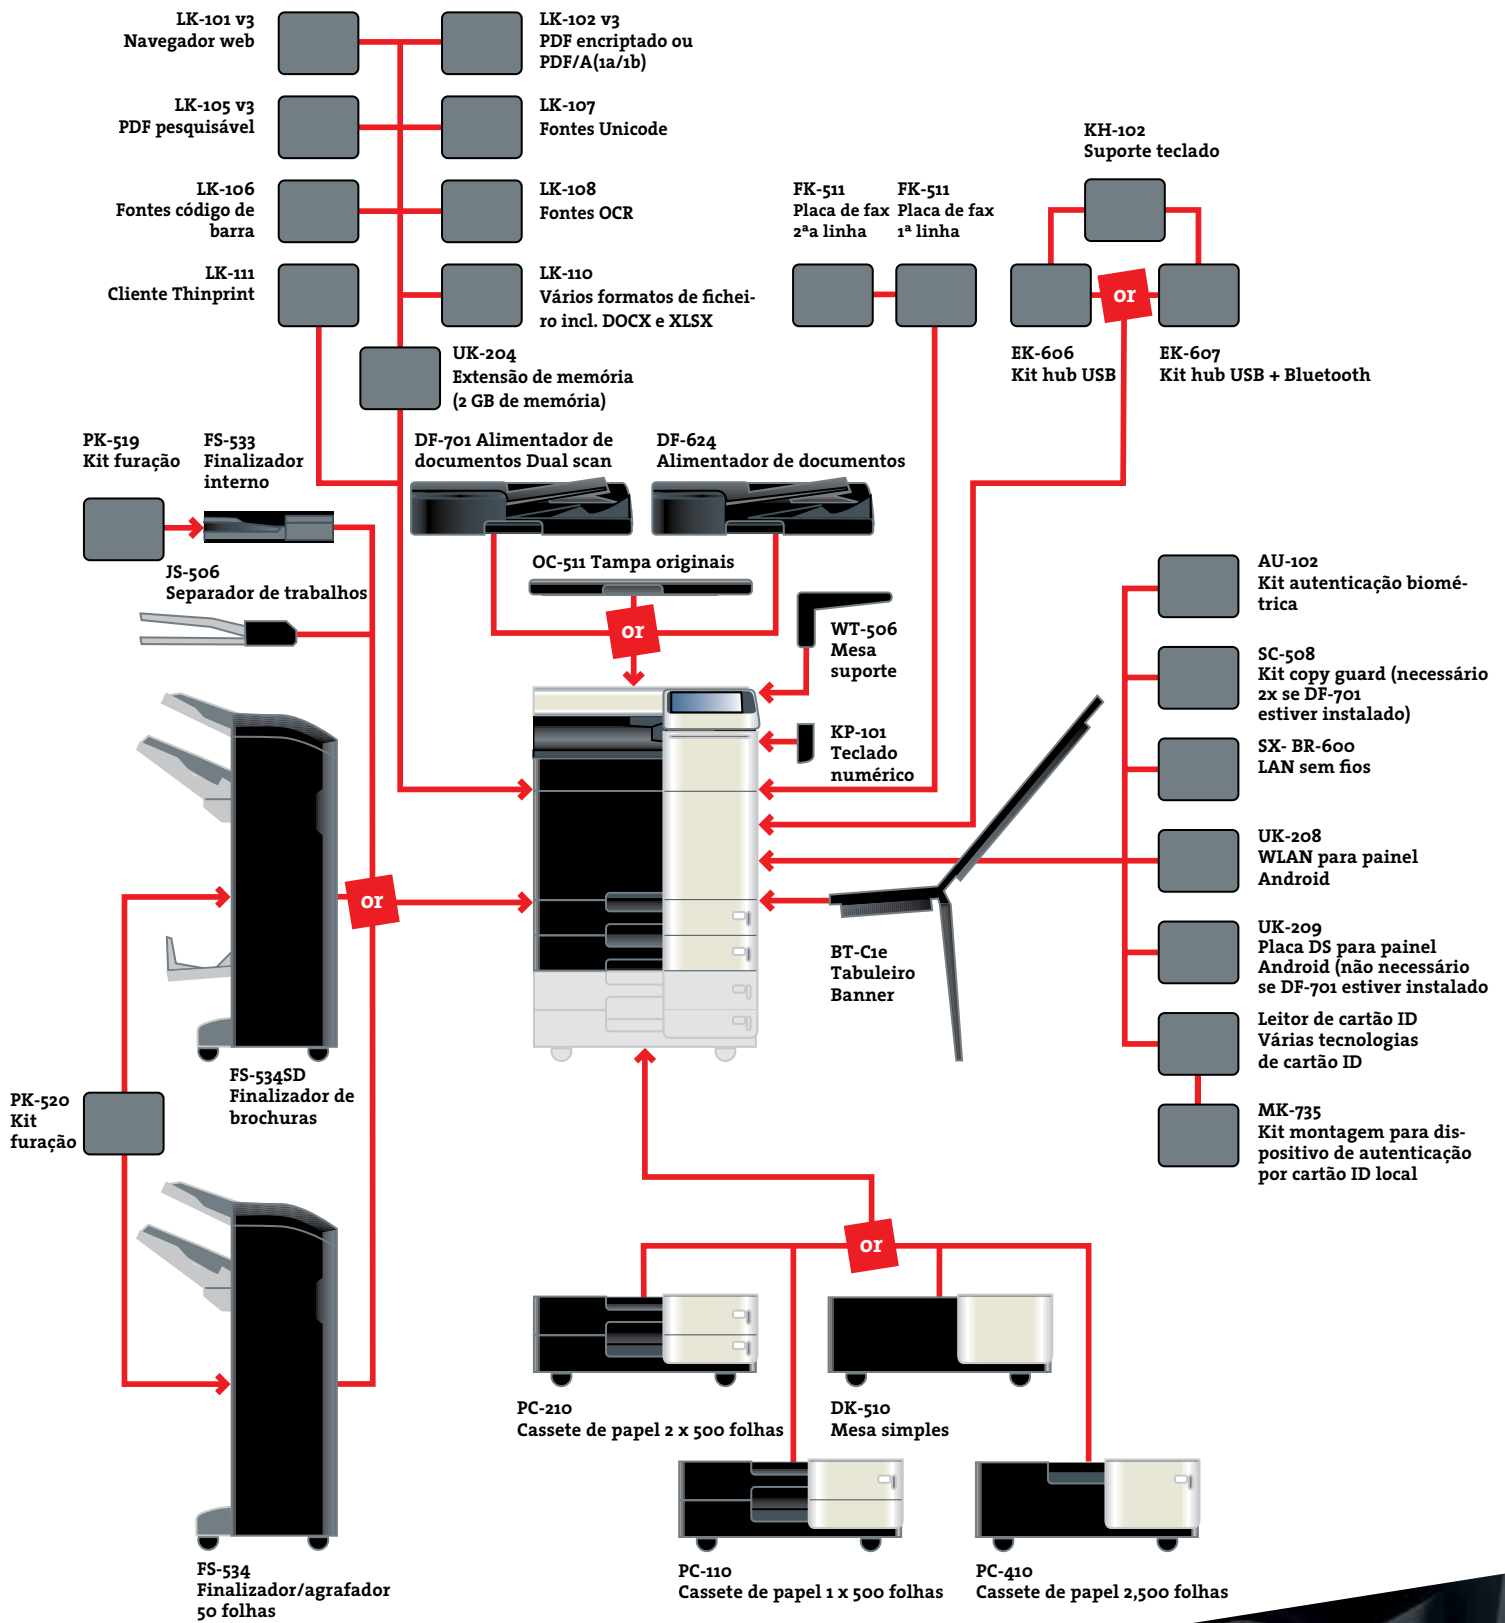 LK-101 v3
Navegador web
LK-102 v3
PDF encriptado ou
PDF/A(1a/1b)
LK-105 v3
PDF pesquisável
LK-107
Fontes Unicode
LK-106
Fontes código de
barra
LK-108
Fontes OCR
LK-111
Cliente Thinprint
LK-110
Vários formatos de fichei-
ro incl. DOCX e XLSX
UK-204
Extensão de memória
(2 GB de memória)
KH-102
Suporte teclado
FK-511
Placa de fax
2ªa linha
FK-511
Placa de fax
1ª linha
or
EK-606
Kit hub USB
EK-607
Kit hub USB + Bluetooth
PK-519
Kit furação
FS-533
Finalizador
interno
DF-701 Alimentador de
documentos Dual scan
DF-624
Alimentador de documentos
OC-511 Tampa originais
or
JS-506
Separador de trabalhos
WT-506
Mesa
suporte
KP-101
Teclado
numérico
AU-102
Kit autenticação biomé-
trica
SC-508
Kit copy guard (necessário
2x se DF-701
estiver instalado)
SX- BR-600
LAN sem fios
UK-208
WLAN para painel
Android
UK-209
Placa DS para painel
Android (não necessário
se DF-701 estiver instalado
Leitor de cartão ID
Várias tecnologias
de cartão ID
MK-735
Kit montagem para dis-
positivo de autenticação
por cartão ID local
or
BT-C1e
Tabuleiro
Banner
FS-534SD
Finalizador de
brochuras
PK-520
Kit
furação
or
PC-210
Cassete de papel 2 x 500 folhas
DK-510
Mesa simples
FS-534
Finalizador/agrafador
50 folhas
PC-110
Cassete de papel 1 x 500 folhas
PC-410
Cassete de papel 2,500 folhas